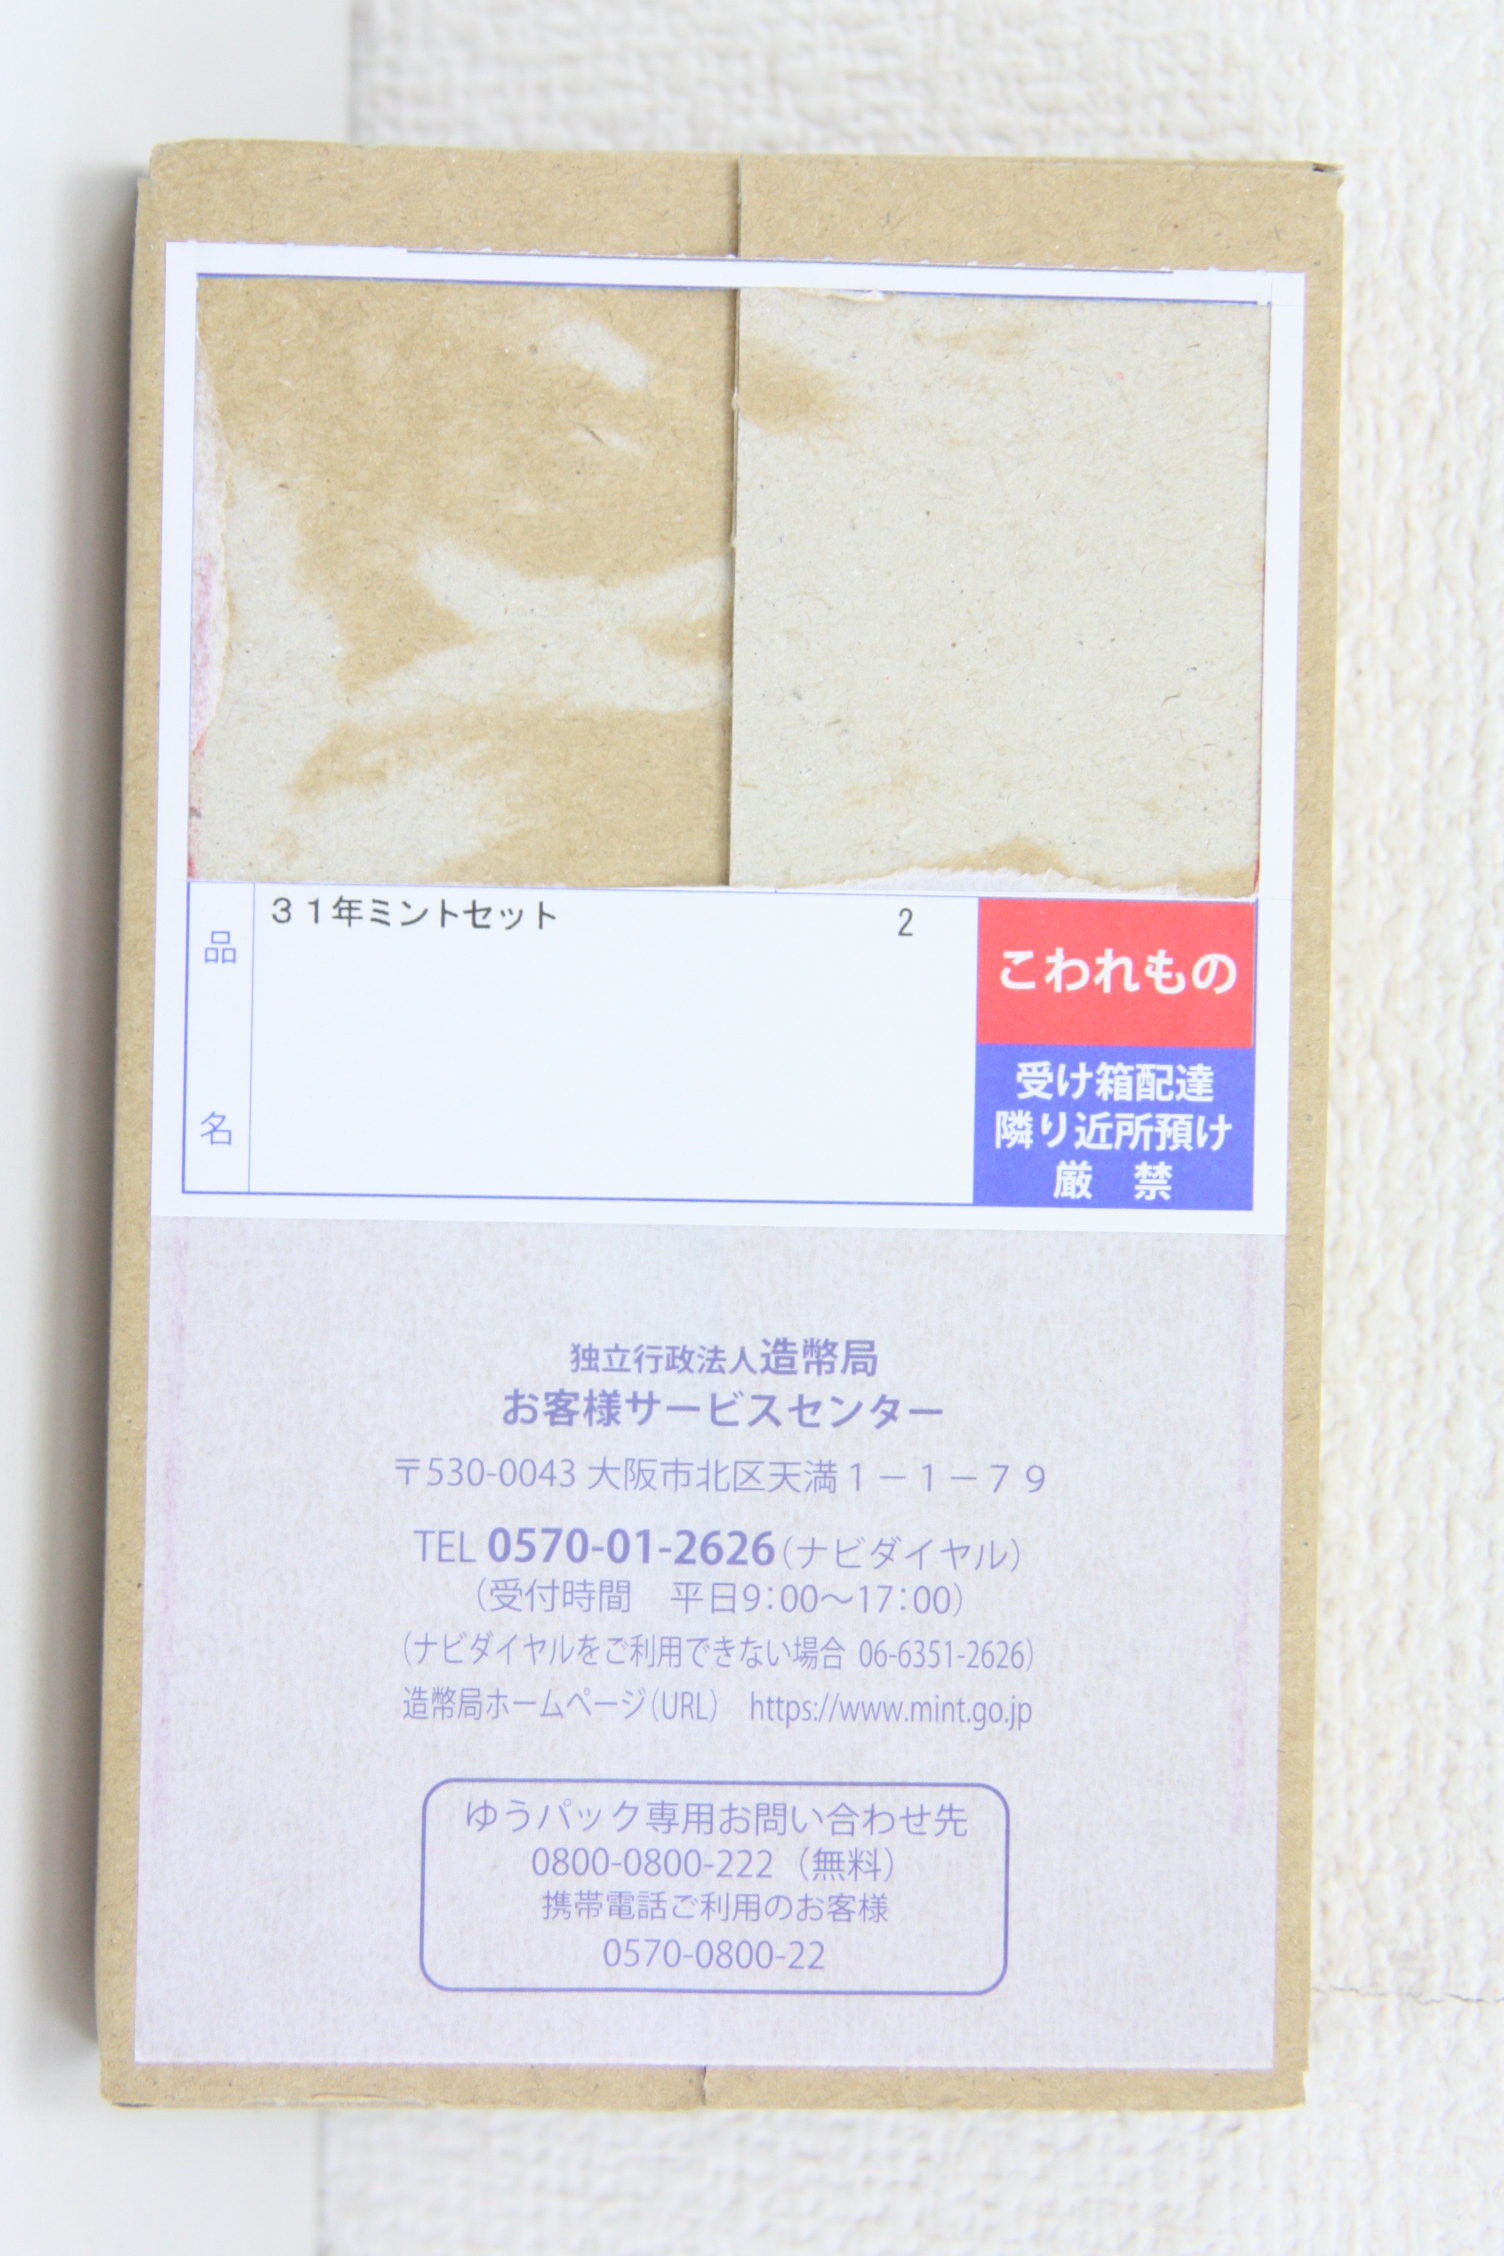 品名
３１年ミントセット 2
こわれもの
受け箱配達
隣り近所預け
厳　禁
独立行政法人造幣局
お客様サービスセンター
〒530-0043 大阪市北区天満１－１－７９
TEL 0570-01-2626（ナビダイヤル）
（受付時間　平日9：00～17：00）
（ナビダイヤルをご利用できない場合 06-6351-2626）
造幣局ホームページ（URL）　https://www.mint.go.jp
ゆうパック専用お問い合わせ先
0800-0800-222（無料）
携帯電話ご利用のお客様
0570-0800-22